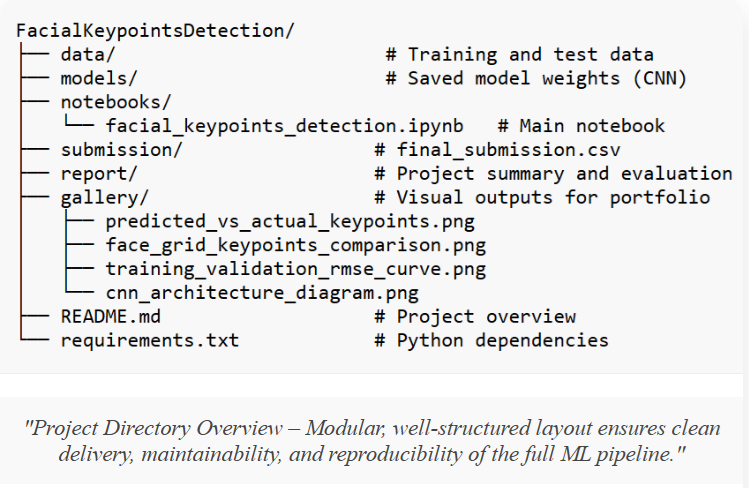 FacialKeypointsDetection/
├── data/                        # Training and test data
├── models/                      # Saved model weights (CNN)
├── notebooks/
│   └── facial_keypoints_detection.ipynb   # Main notebook
├── submission/                 # final_submission.csv
├── report/                     # Project summary and evaluation
├── gallery/                    # Visual outputs for portfolio
│   ├── predicted_vs_actual_keypoints.png
│   ├── face_grid_keypoints_comparison.png
│   ├── training_validation_rmse_curve.png
│   └── cnn_architecture_diagram.png
├── README.md                   # Project overview
└── requirements.txt            # Python dependencies
"Project Directory Overview – Modular, well-structured layout ensures clean
delivery, maintainability, and reproducibility of the full ML pipeline."